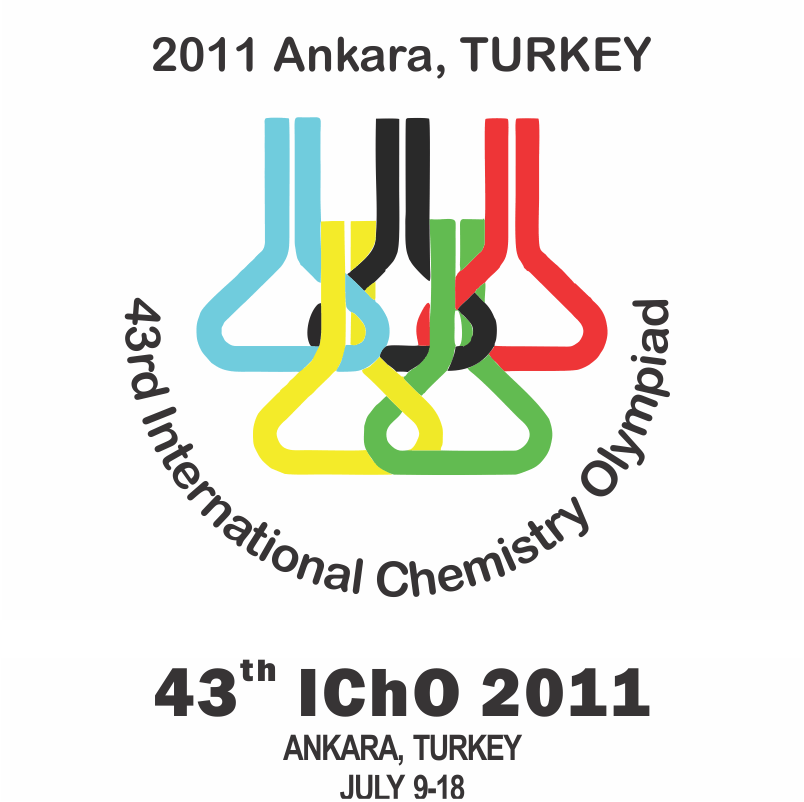 2011 Ankara, TURKEY
43rd International Chemistry Olympiad
43th IChO 2011
ANKARA, TURKEY
JULY 9-18